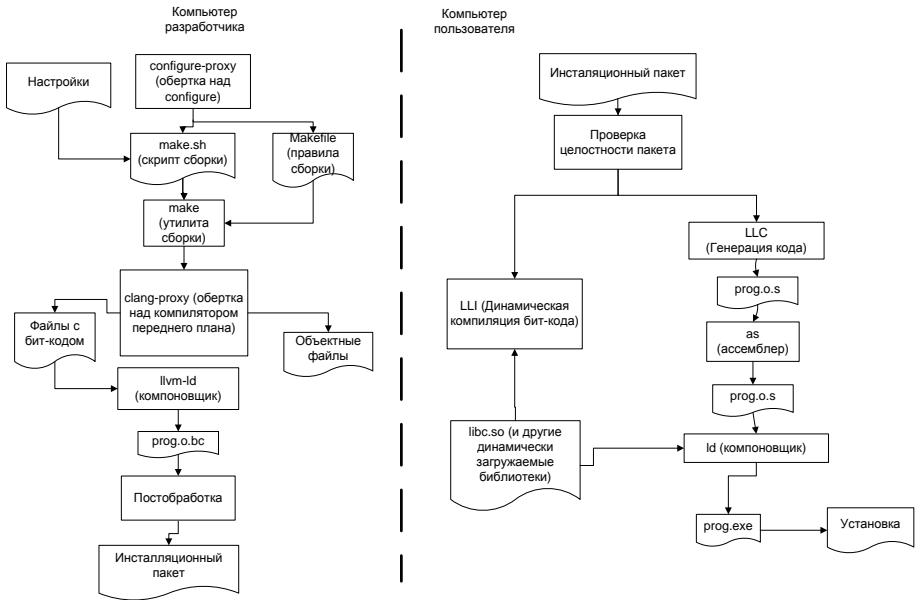 Компьютер
разработчика
Настройки
configure-proxy
(обертка над
configure)
make.sh
(скрипт сборки)
Makefile
(правила
сборки)
make
(утилита
сборки)
clang-proxy (обертка
над компилятором
переднего плана)
Файлы с
бит-кодом
Объектные
файлы
llvm-ld
(компоновщик)
prog.o.bc
Постобработка
Инсталляционный
пакет
Компьютер
пользователя
Инсталяционный пакет
Проверка
целостности пакета
LLC
(Генерация кода)
prog.o.s
LLI (Динамическая
компиляция бит-кода)
as
(ассемблер)
prog.o.s
libc.so (и другие
динамически
загружаемые
библиотеки)
ld (компоновщик)
prog.exe
Установка